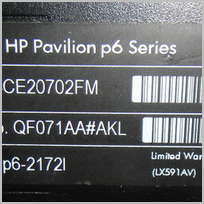 HP Pavilion p6 Series
CE20702FM
o. QF071AA#AKL
p6-2172l
Limited War
(LX591AV)